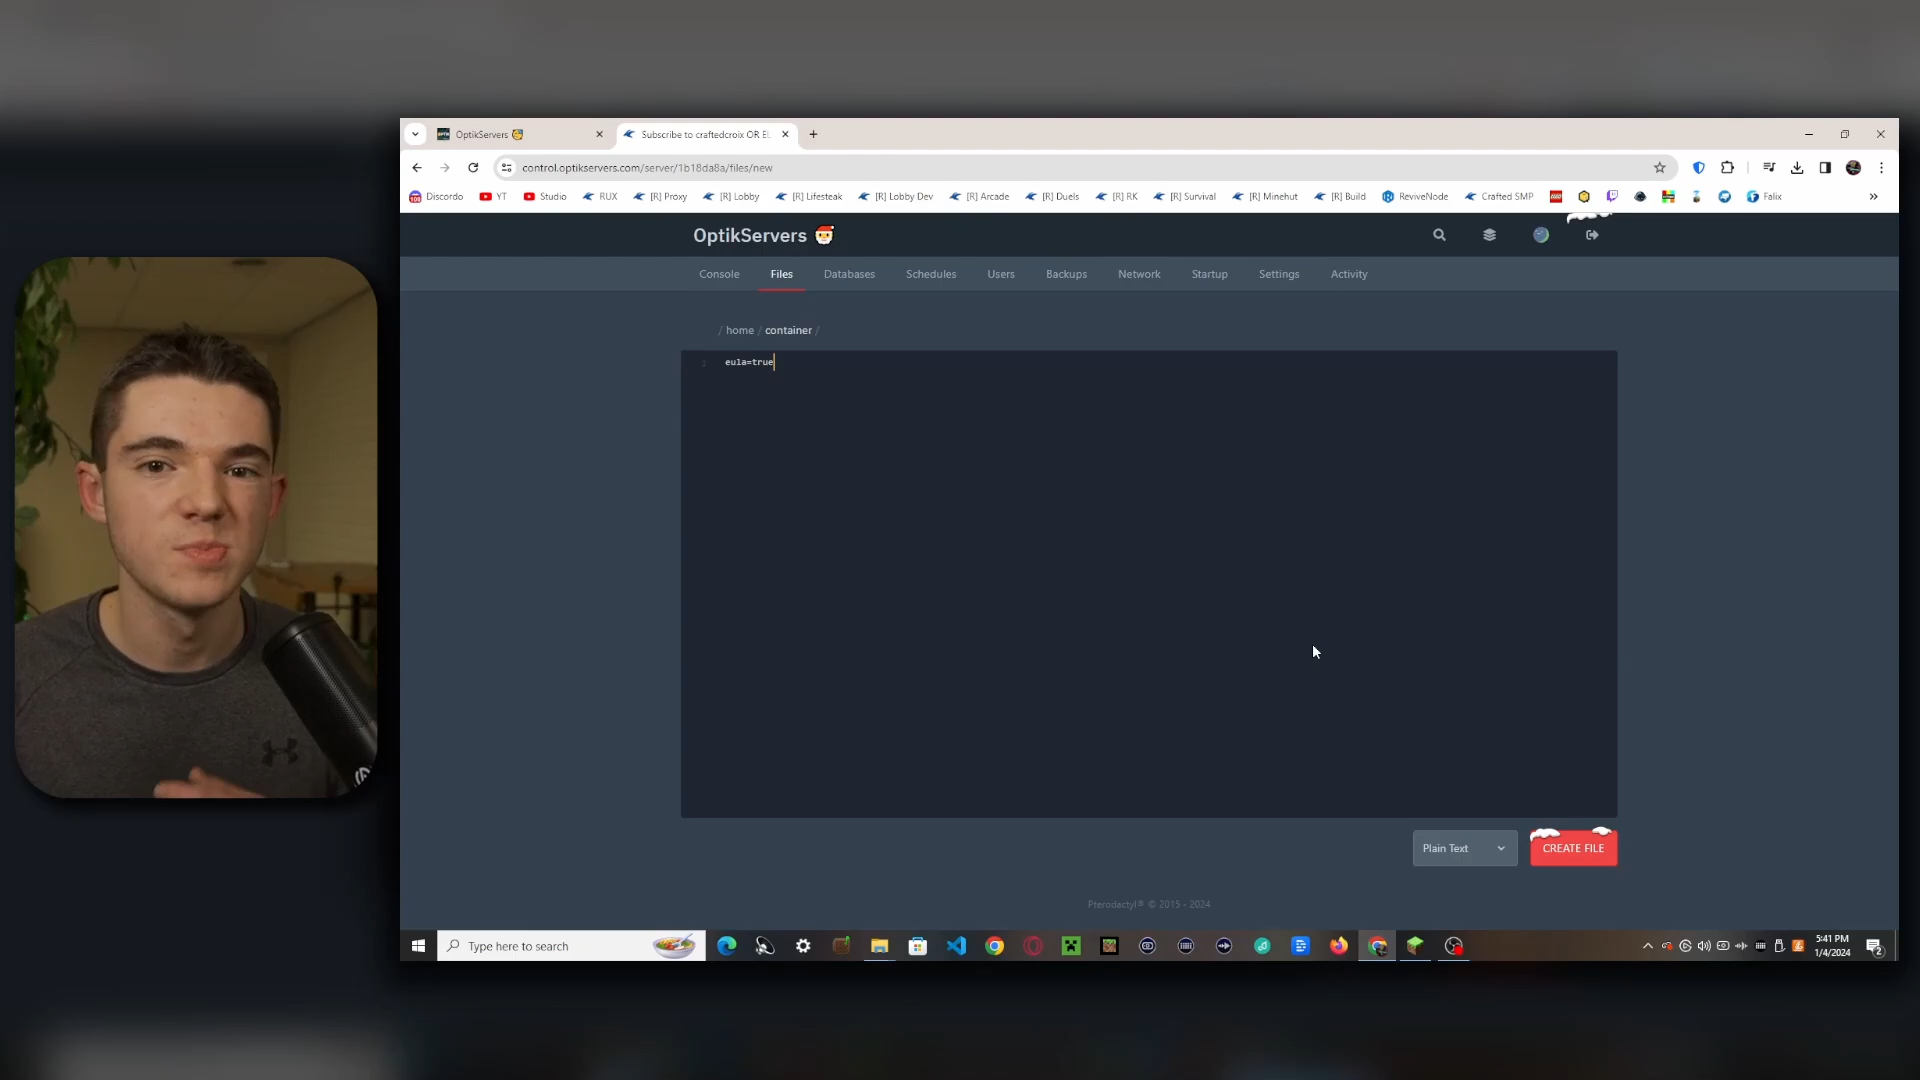 OptikServers
Subscribe to craftedcroix OR EL
control.optikservers.com/server/1b18da8a/files/new
Discordo
YT
Studio
RUX
[R] Proxy
[R] Lobby
[R] Lifesteak
[R] Lobby Dev
[R] Arcade
[R] Duels
[R] RK
[R] Survival
[R] Minehut
[R] Build
ReviveNode
Crafted SMP
Falix
»
OptikServers
Console
Files
Databases
Schedules
Users
Backups
Network
Startup
Settings
Activity
/ home / container /
1 eula=true
Plain Text
CREATE FILE
Pterodactyl® © 2015 - 2024
Type here to search
5:41 PM
1/4/2024
2